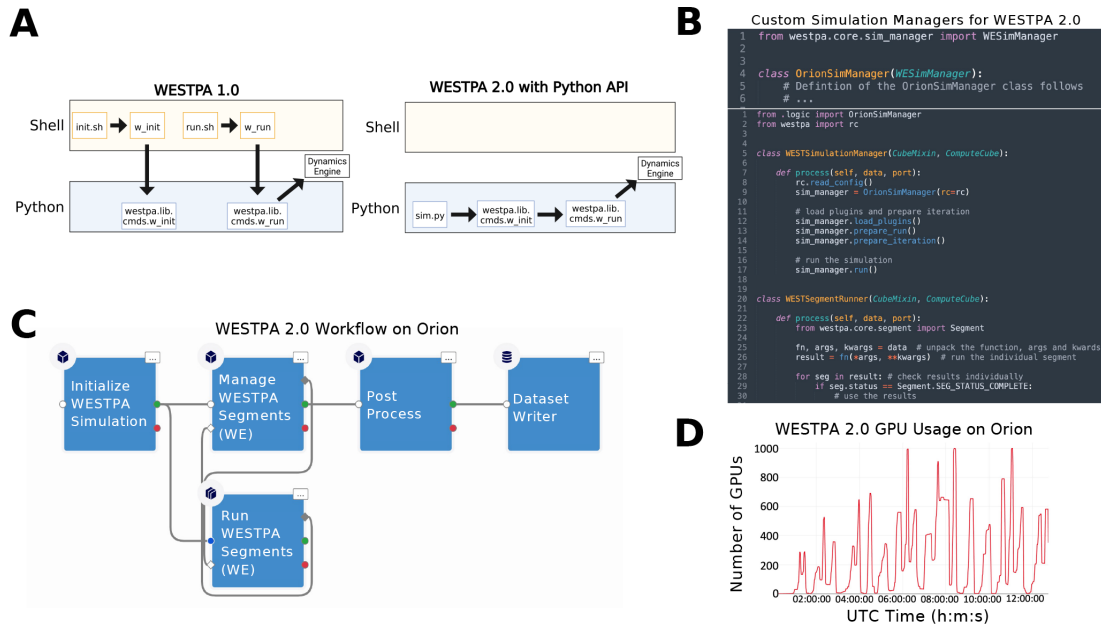 A
WESTPA 1.0
Shell
init.sh
w_init
run.sh
w_run
Dynamics
Engine
Python
westpa.lib.
cmds.w_init
westpa.lib.
cmds.w_run
WESTPA 2.0 with Python API
Shell
Dynamics
Engine
Python
sim.py
westpa.lib.
cmds.w_init
westpa.lib.
cmds.w_run
B
Custom Simulation Managers for WESTPA 2.0
1 from westpa.core.sim_manager import WESimManager
2
3
4 class OrionSimManager(WESimManager):
5 # Defintion of the OrionSimManager class follows
6 # ...
1 from .logic import OrionSimManager
2 from westpa import rc
3
4
5 class WESTSimulationManager(CubeMixin, ComputeCube):
6
7 def process(self, data, port):
8 rc.read_config()
9 sim_manager = OrionSimManager(rc=rc)
10
11 # load plugins and prepare iteration
12 sim_manager.load_plugins()
13 sim_manager.prepare_run()
14 sim_manager.prepare_iteration()
15
16 # run the simulation
17 sim_manager.run()
18
19
20 class WESTSegmentRunner(CubeMixin, ComputeCube):
21
22 def process(self, data, port):
23 from westpa.core.segment import Segment
24
25 fn, args, kwargs = data # unpack the function, args and kwards
26 result = fn(*args, **kwargs) # run the individual segment
27
28 for seg in result: # check results individually
29 if seg.status == Segment.SEG_STATUS_COMPLETE:
30 # use the results
C
WESTPA 2.0 Workflow on Orion
...
Initialize
WESTPA
Simulation
...
Manage
WESTPA
Segments
(WE)
...
Post
Process
...
Dataset
Writer
...
Run
WESTPA
Segments
(WE)
D
WESTPA 2.0 GPU Usage on Orion
Number of GPUs
1000
800
600
400
200
0
02:00:00 04:00:00 06:00:00 08:00:00 10:00:00 12:00:00
UTC Time (h:m:s)